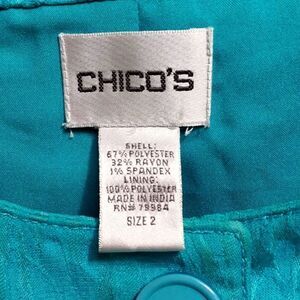 CHICO'S
SHELL:
67% POLYESTER
32% RAYON
1% SPANDEX
LINING:
100% POLYESTER
MADE IN INDIA
RN# 79984
SIZE 2